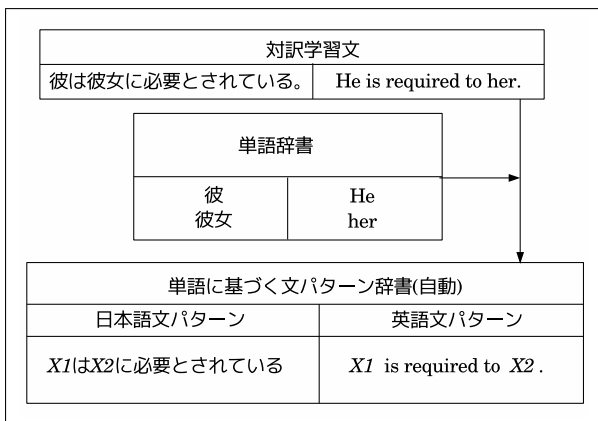 対訳学習文
彼は彼女に必要とされている。 He is required to her.
単語辞書
彼 He
彼女 her
単語に基づく文パターン辞書(自動)
日本語文パターン 英語文パターン
X1はX2に必要とされている X1 is required to X2 .